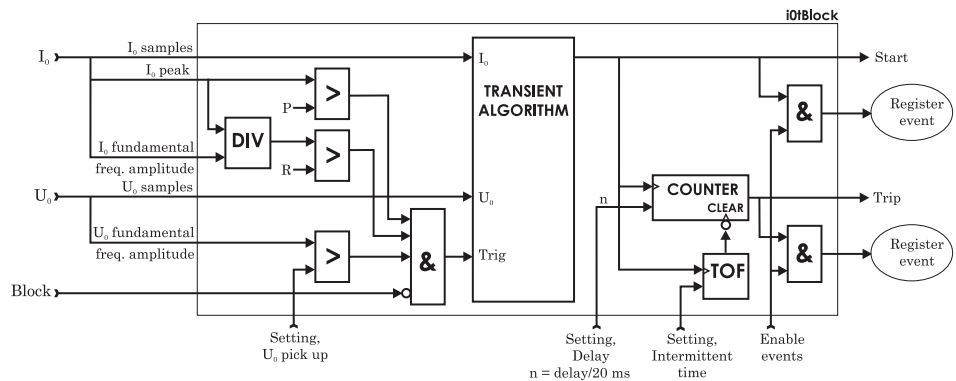 i0tBlock
I₀
I₀ samples
I₀
Start
I₀ peak
>
P
TRANSIENT
ALGORITHM
&
Register
event
DIV
>
R
I₀ fundamental
freq. amplitude
U₀
U₀ samples
U₀
n
COUNTER
CLEAR
Trip
U₀ fundamental
freq. amplitude
>
&
Trig
TOF
&
Register
event
Block
Setting,
U₀ pick up
Setting,
Delay
n = delay/20 ms
Setting,
Intermittent
time
Enable
events